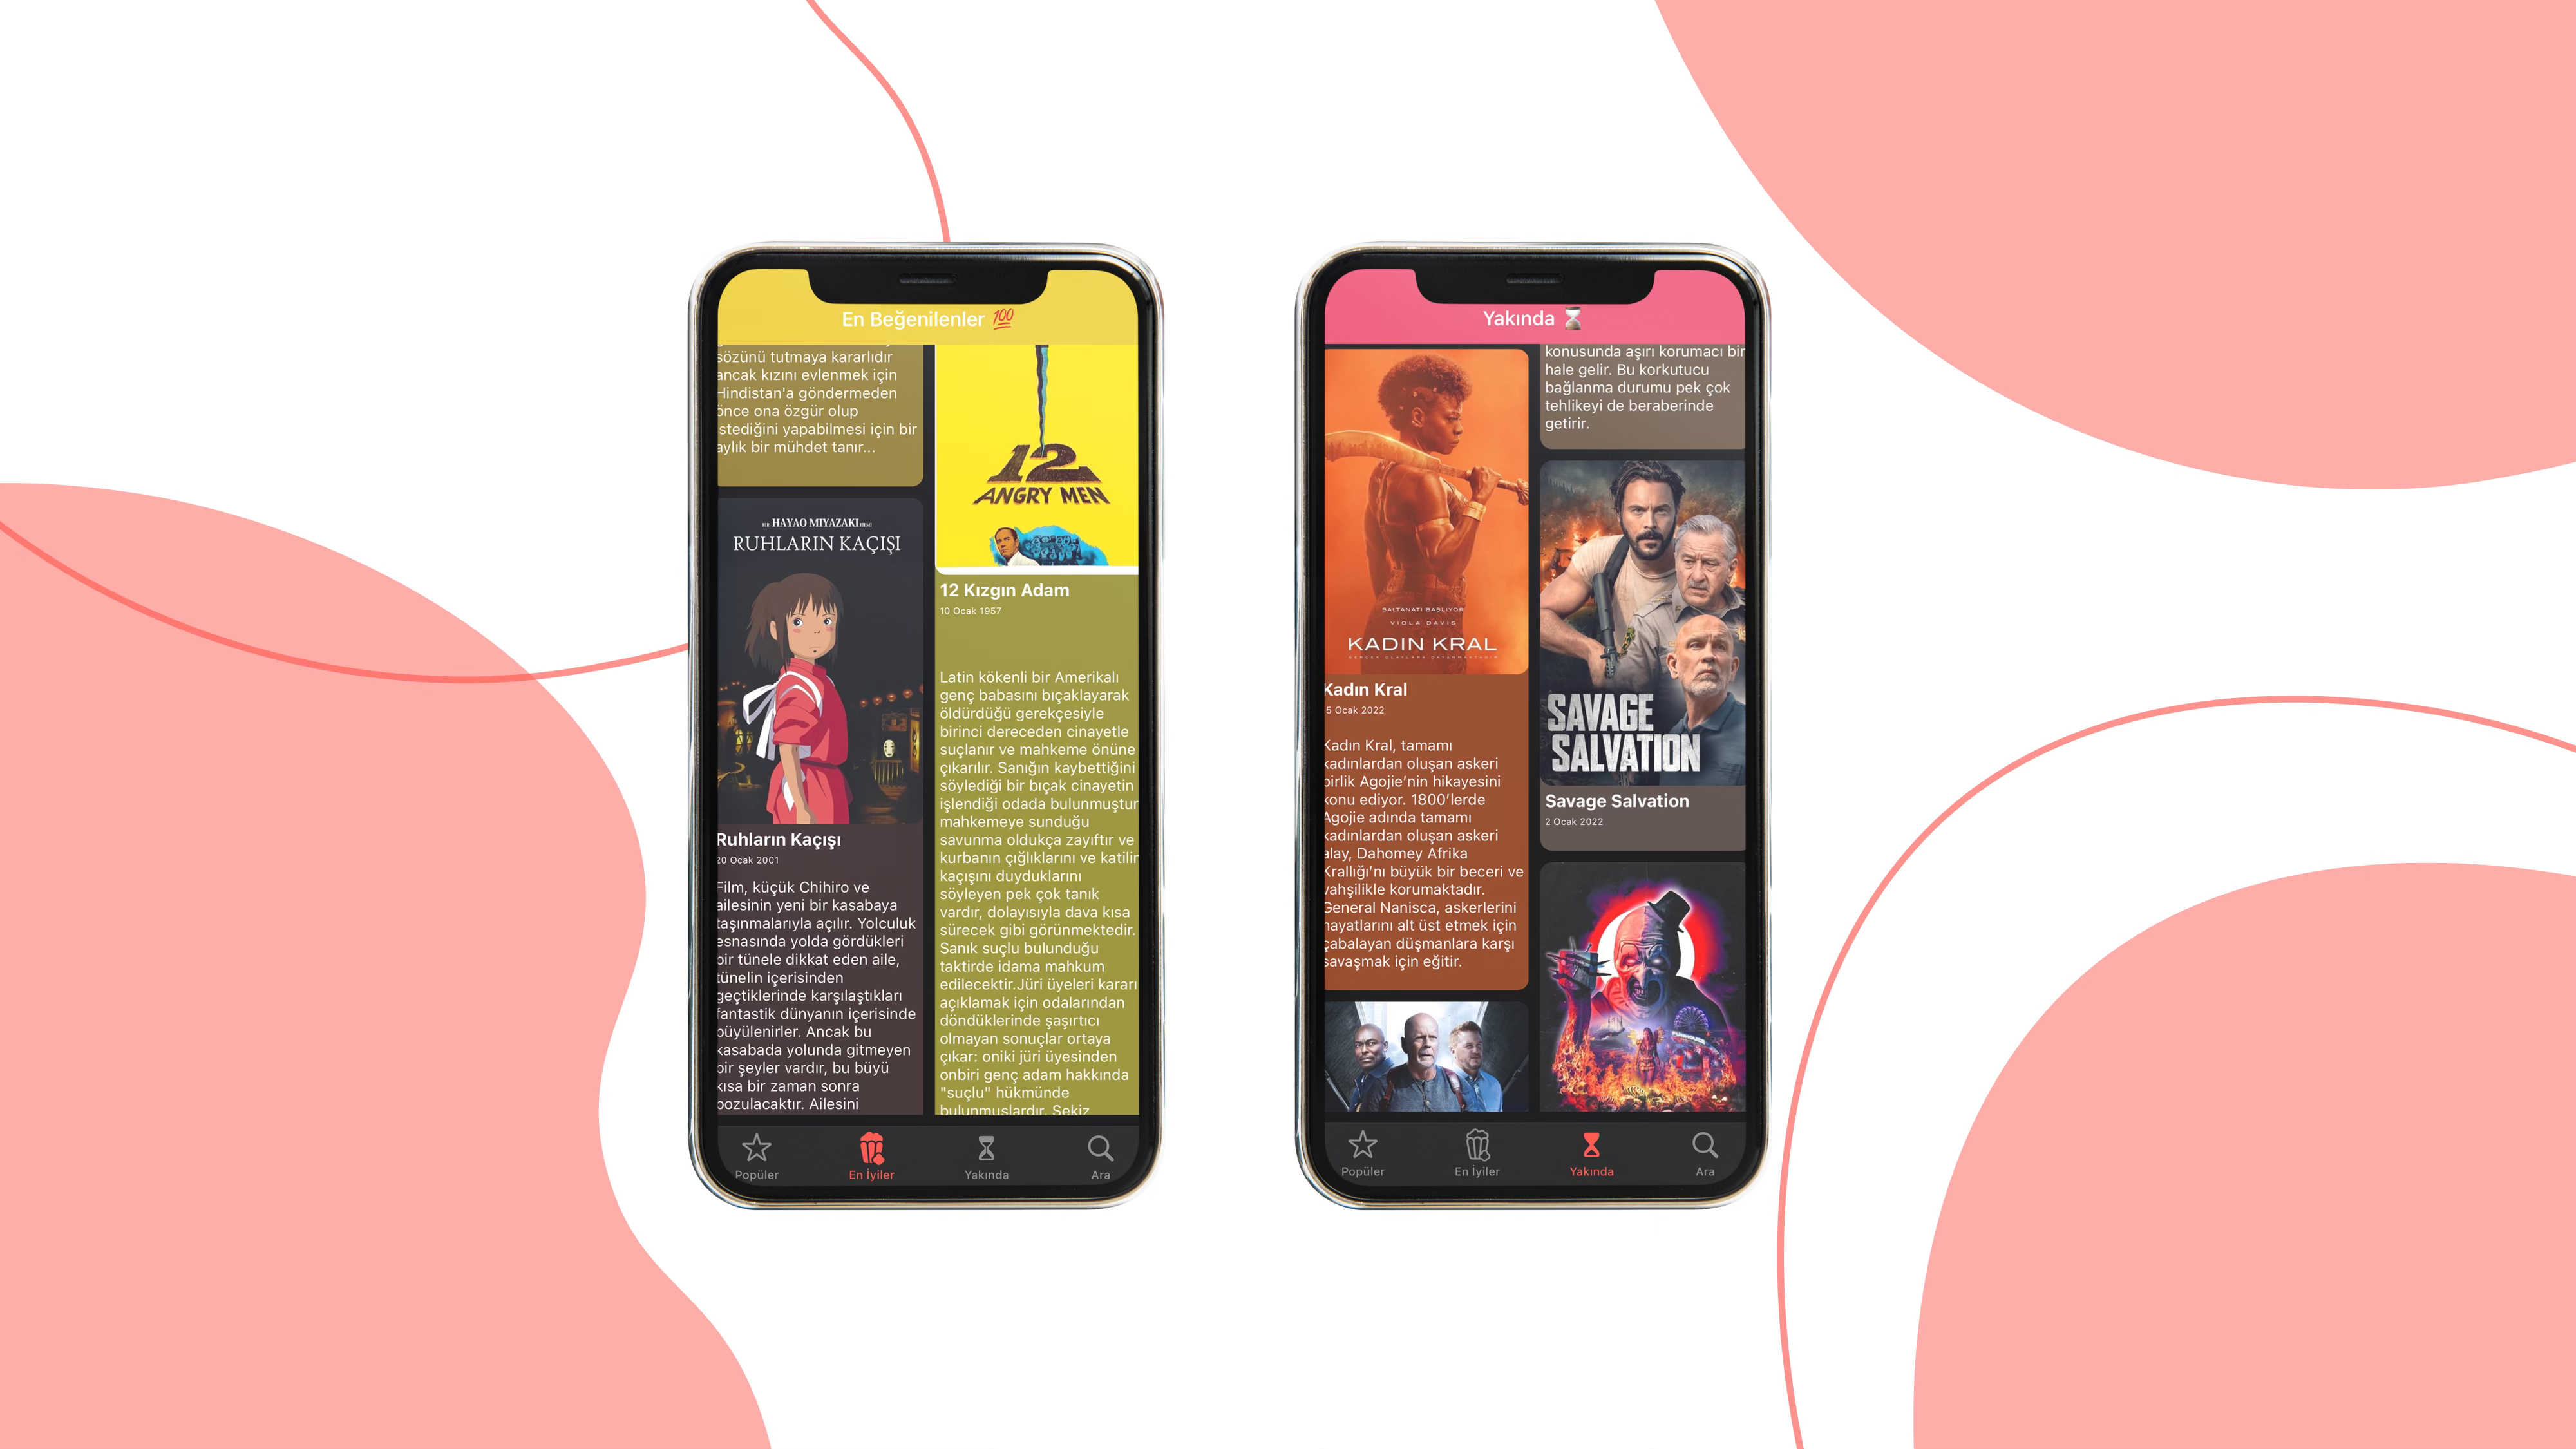 En Beğenilenler 💯
sözünü tutmaya kararlıdır
ancak kızını evlenmek için
Hindistan'a göndermeden
önce ona özgür olup
stediğini yapabilmesi için bir
aylık bir mühdet tanır...
BİR HAYAO MIYAZAKI FİLMİ
RUHLARIN KAÇIŞI
Ruhların Kaçışı
20 Ocak 2001
Film, küçük Chihiro ve
ailesinin yeni bir kasabaya
taşınmalarıyla açılır. Yolculuk
esnasında yolda gördükleri
bir tünele dikkat eden aile,
tünelin içerisinden
geçtiklerinde karşılaştıkları
fantastik dünyanın içerisinde
büyülenirler. Ancak bu
kasabada yolunda gitmeyen
bir şeyler vardır, bu büyü
kısa bir zaman sonra
bozulacaktır. Ailesini
12
ANGRY MEN
12 Kızgın Adam
10 Ocak 1957
Latin kökenli bir Amerikalı
genç babasını bıçaklayarak
öldürdüğü gerekçesiyle
birinci dereceden cinayetle
suçlanır ve mahkeme önüne
çıkarılır. Sanığın kaybettiğini
söylediği bir bıçak cinayetin
işlendiği odada bulunmuştur
mahkemeye sunduğu
savunma oldukça zayıftır ve
kurbanın çığlıklarını ve katilin
kaçışını duyduklarını
söyleyen pek çok tanık
vardır, dolayısıyla dava kısa
sürecek gibi görünmektedir.
Sanık suçlu bulunduğu
taktirde idama mahkum
edilecektir.Jüri üyeleri kararı
açıklamak için odalarından
döndüklerinde şaşırtıcı
olmayan sonuçlar ortaya
çıkar: oniki jüri üyesinden
onbiri genç adam hakkında
"suçlu" hükmünde
bulunmuşlardır. Sekiz
Popüler
En İyiler
Yakında
Ara
Yakında ⏳
SALTANATI BAŞLIYOR
VIOLA DAVIS
KADIN KRAL
Kadın Kral
5 Ocak 2022
Kadın Kral, tamamı
kadınlardan oluşan askeri
birlik Agojie’nin hikayesini
konu ediyor. 1800’lerde
Agojie adında tamamı
kadınlardan oluşan askeri
alay, Dahomey Afrika
Krallığı’nı büyük bir beceri ve
vahşilikle korumaktadır.
General Nanisca, askerlerini
hayatlarını alt üst etmek için
çabalayan düşmanlara karşı
savaşmak için eğitir.
konusunda aşırı korumacı bir
hale gelir. Bu korkutucu
bağlanma durumu pek çok
tehlikeyi de beraberinde
getirir.
SAVAGE
SALVATION
Savage Salvation
2 Ocak 2022
Popüler
En İyiler
Yakında
Ara